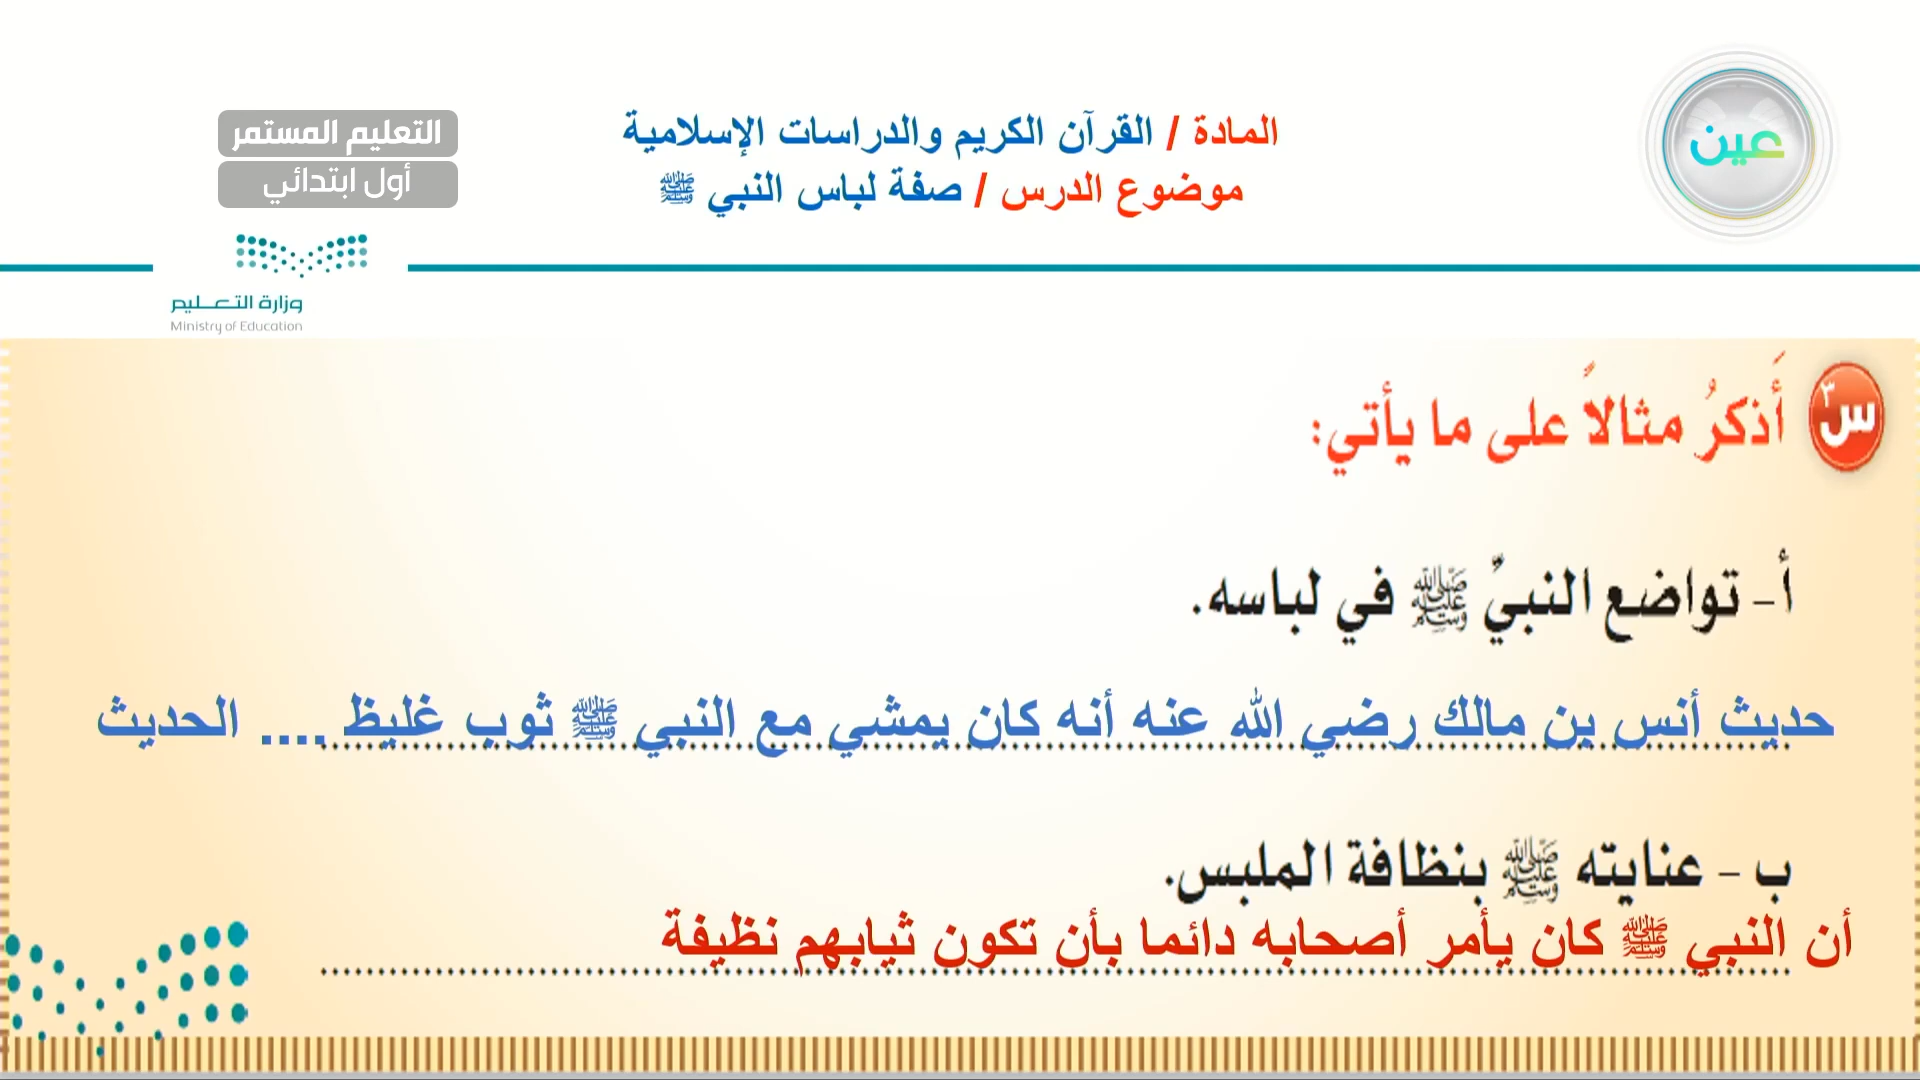 عين
المادة / القرآن الكريم والدراسات الإسلامية
موضوع الدرس / صفة لباس النبي ﷺ
التعليم المستمر
أول ابتدائي
وزارة التعـــليم
Ministry of Education
س٣ أَذكرُ مثالاً على ما يأتي:
أ- تواضع النبيِّ ﷺ في لباسه.
حديث أنس بن مالك رضي الله عنه أنه كان يمشي مع النبي ﷺ ثوب غليظ .... الحديث
ب - عنايته ﷺ بنظافة الملبس.
أن النبي ﷺ كان يأمر أصحابه دائما بأن تكون ثيابهم نظيفة